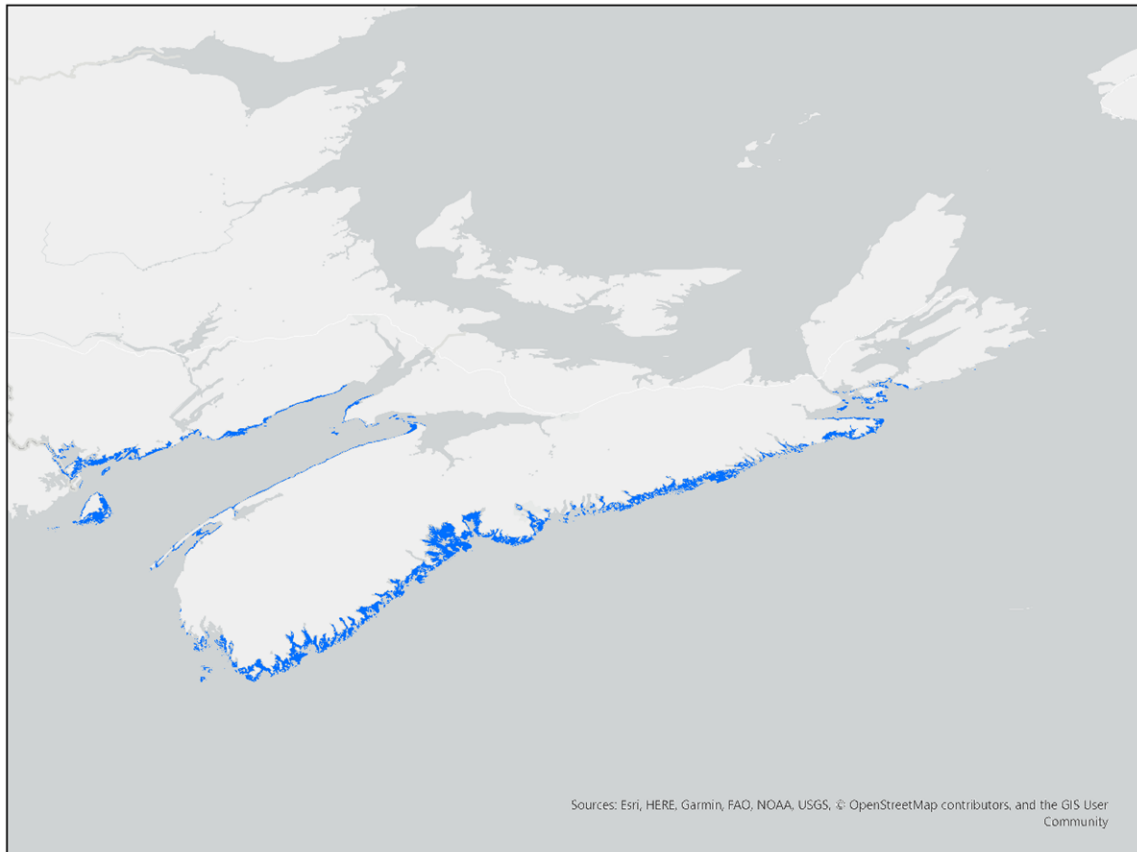 Sources: Esri, HERE, Garmin, FAO, NOAA, USGS, © OpenStreetMap contributors, and the GIS User
Community